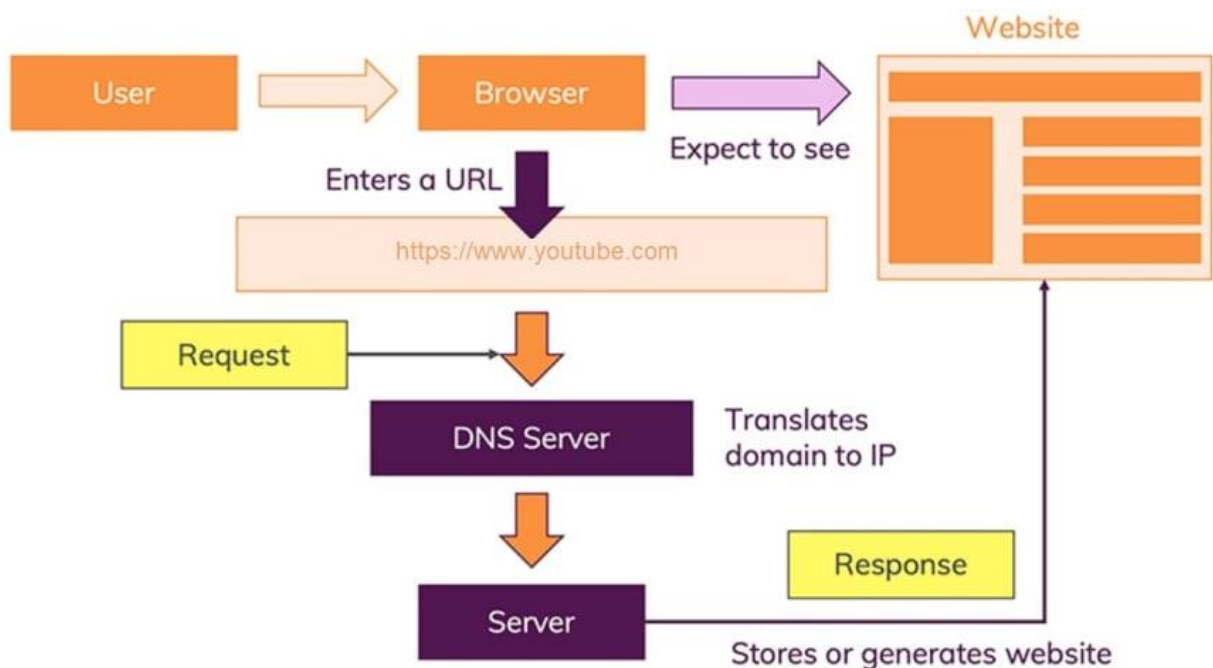 Website
User
Browser
Expect to see
Enters a URL
https://www.youtube.com
Request
DNS Server
Translates
domain to IP
Response
Server
Stores or generates website